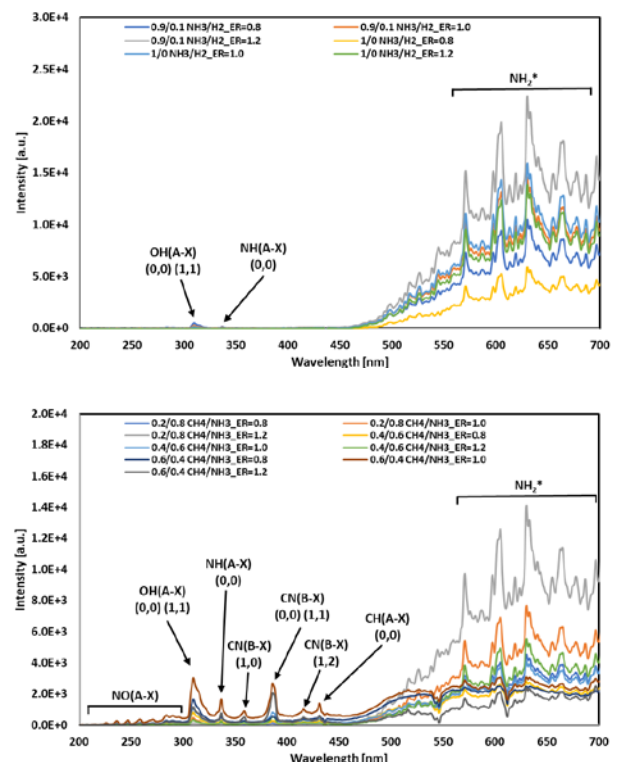 3.0E+4
0.9/0.1 NH3/H2_ER=0.8
0.9/0.1 NH3/H2_ER=1.0
0.9/0.1 NH3/H2_ER=1.2
1/0 NH3/H2_ER=0.8
1/0 NH3/H2_ER=1.0
1/0 NH3/H2_ER=1.2
2.5E+4
2.0E+4
1.5E+4
1.0E+4
5.0E+3
0.0E+0
Intensity [a.u.]
NH2*
OH(A-X)
(0,0) (1,1)
NH(A-X)
(0,0)
200 250 300 350 400 450 500 550 600 650 700
Wavelength [nm]
2.0E+4
0.2/0.8 CH4/NH3_ER=0.8
0.2/0.8 CH4/NH3_ER=1.0
0.2/0.8 CH4/NH3_ER=1.2
0.4/0.6 CH4/NH3_ER=0.8
0.4/0.6 CH4/NH3_ER=1.0
0.4/0.6 CH4/NH3_ER=1.2
0.6/0.4 CH4/NH3_ER=0.8
0.6/0.4 CH4/NH3_ER=1.0
0.6/0.4 CH4/NH3_ER=1.2
1.8E+4
1.6E+4
1.4E+4
1.2E+4
1.0E+4
8.0E+3
6.0E+3
4.0E+3
2.0E+3
0.0E+0
Intensity [a.u.]
NH2*
NO(A-X)
OH(A-X)
(0,0) (1,1)
NH(A-X)
(0,0)
CN(B-X)
(1,0)
CN(B-X)
(0,0) (1,1)
CN(B-X)
(1,2)
CH(A-X)
(0,0)
200 250 300 350 400 450 500 550 600 650 700
Wavelength [nm]